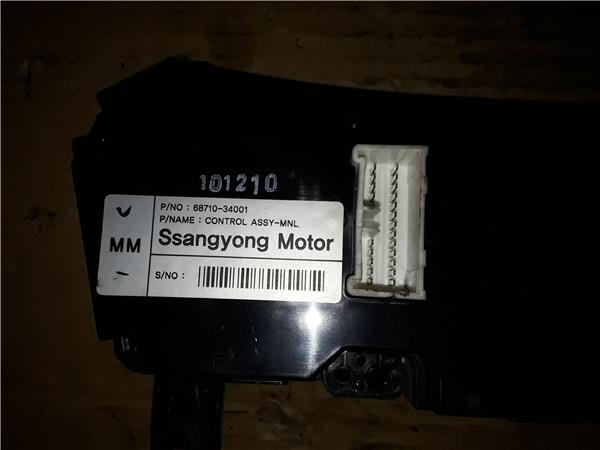 101210
P/NO : 68710-34001
P/NAME : CONTROL ASSY-MNL
MM
Ssangyong Motor
S/NO :